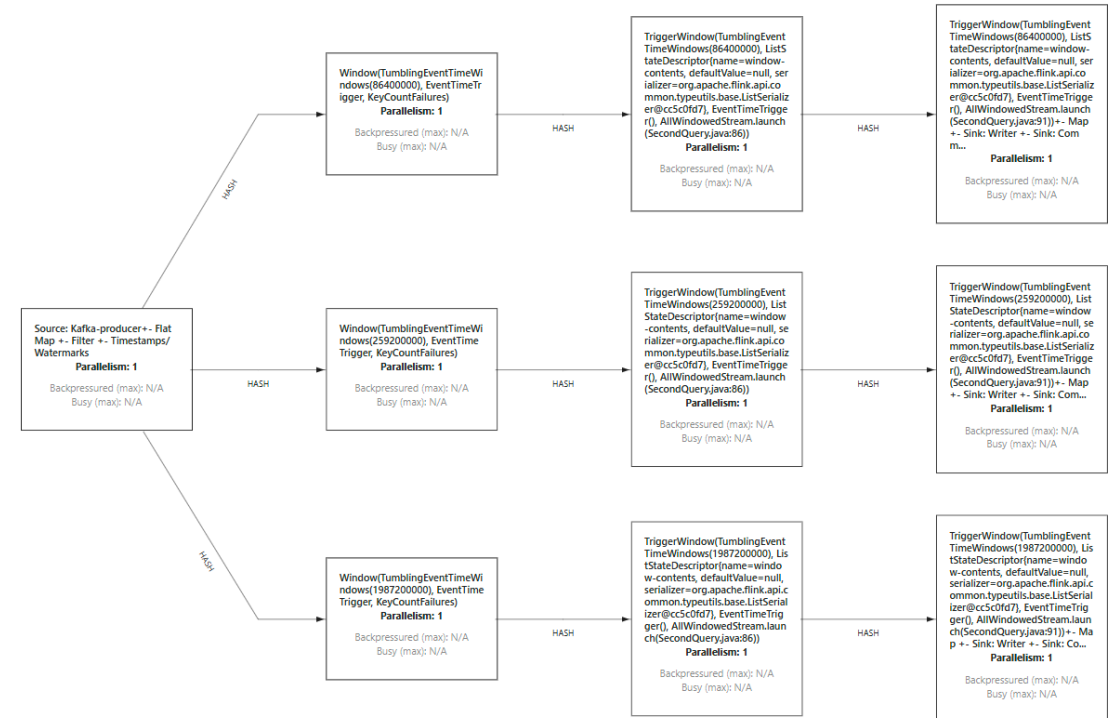 Window(TumblingEventTimeWi
ndows(86400000), EventTimeTr
igger, KeyCountFailures)
Parallelism: 1
Backpressured (max): N/A
Busy (max): N/A
HASH
TriggerWindow(TumblingEvent
TimeWindows(86400000), ListS
tateDescriptor{name=window-
contents, defaultValue=null, ser
ializer=org.apache.flink.api.com
mon.typeutils.base.ListSerializ
er@cc5c0fd7}, EventTimeTrigge
r(), AllWindowedStream.launch
(SecondQuery.java:86))
Parallelism: 1
Backpressured (max): N/A
Busy (max): N/A
HASH
TriggerWindow(TumblingEvent
TimeWindows(86400000), ListS
tateDescriptor{name=window-
contents, defaultValue=null, ser
ializer=org.apache.flink.api.com
mon.typeutils.base.ListSerializ
er@cc5c0fd7}, EventTimeTrigge
r(), AllWindowedStream.launch
(SecondQuery.java:91))+- Map
+- Sink: Writer +- Sink: Com
m...
Parallelism: 1
Backpressured (max): N/A
Busy (max): N/A
HASH
Source: Kafka-producer+- Flat
Map +- Filter +- Timestamps/
Watermarks
Parallelism: 1
Backpressured (max): N/A
Busy (max): N/A
HASH
Window(TumblingEventTimeWi
ndows(259200000), EventTime
Trigger, KeyCountFailures)
Parallelism: 1
Backpressured (max): N/A
Busy (max): N/A
HASH
TriggerWindow(TumblingEvent
TimeWindows(259200000), List
StateDescriptor{name=window
-contents, defaultValue=null, se
rializer=org.apache.flink.api.co
mmon.typeutils.base.ListSerializ
er@cc5c0fd7}, EventTimeTrigge
r(), AllWindowedStream.launch
(SecondQuery.java:86))
Parallelism: 1
Backpressured (max): N/A
Busy (max): N/A
HASH
TriggerWindow(TumblingEvent
TimeWindows(259200000), List
StateDescriptor{name=window
-contents, defaultValue=null, se
rializer=org.apache.flink.api.co
mmon.typeutils.base.ListSerializ
er@cc5c0fd7}, EventTimeTrigge
r(), AllWindowedStream.launch
(SecondQuery.java:91))+- Map
+- Sink: Writer +- Sink: Com...
Parallelism: 1
Backpressured (max): N/A
Busy (max): N/A
HASH
Window(TumblingEventTimeWi
ndows(1987200000), EventTime
Trigger, KeyCountFailures)
Parallelism: 1
Backpressured (max): N/A
Busy (max): N/A
HASH
TriggerWindow(TumblingEvent
TimeWindows(1987200000), Lis
tStateDescriptor{name=windo
w-contents, defaultValue=null,
serializer=org.apache.flink.api.c
ommon.typeutils.base.ListSerial
izer@cc5c0fd7}, EventTimeTrig
ger(), AllWindowedStream.laun
ch(SecondQuery.java:86))
Parallelism: 1
Backpressured (max): N/A
Busy (max): N/A
HASH
TriggerWindow(TumblingEvent
TimeWindows(1987200000), Lis
tStateDescriptor{name=windo
w-contents, defaultValue=null,
serializer=org.apache.flink.api.c
ommon.typeutils.base.ListSerial
izer@cc5c0fd7}, EventTimeTrig
ger(), AllWindowedStream.laun
ch(SecondQuery.java:91))+- Ma
p +- Sink: Writer +- Sink: Co...
Parallelism: 1
Backpressured (max): N/A
Busy (max): N/A